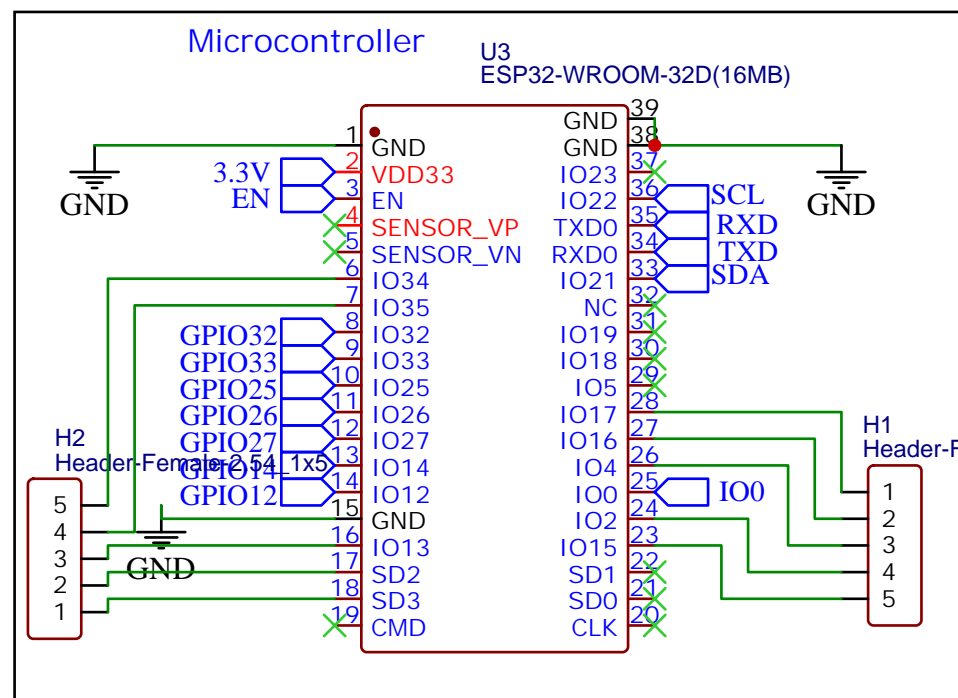 Microcontroller
U3
ESP32-WROOM-32D(16MB)
1 GND
2 VDD33
3 EN
4 SENSOR_VP
5 SENSOR_VN
6 IO34
7 IO35
8 IO32
9 IO33
10 IO25
11 IO26
12 IO27
13 IO14
14 IO12
15 GND
16 IO13
17 SD2
18 SD3
19 CMD
GND 39
GND 38
IO23 37
IO22 36
TXD0 35
RXD0 34
IO21 33
NC 32
IO19 31
IO18 30
IO5 29
IO17 28
IO16 27
IO4 26
IO0 25
IO2 24
IO15 23
SD1 22
SD0 21
CLK 20
GND
3.3V
EN
GPIO32
GPIO33
GPIO25
GPIO26
GPIO27
GPIO14
GPIO12
GND
SCL
RXD
TXD
SDA
GND
IO0
H2
Header-Female-2.54_1x5
5
4
3
2
1
H1
Header-F
1
2
3
4
5